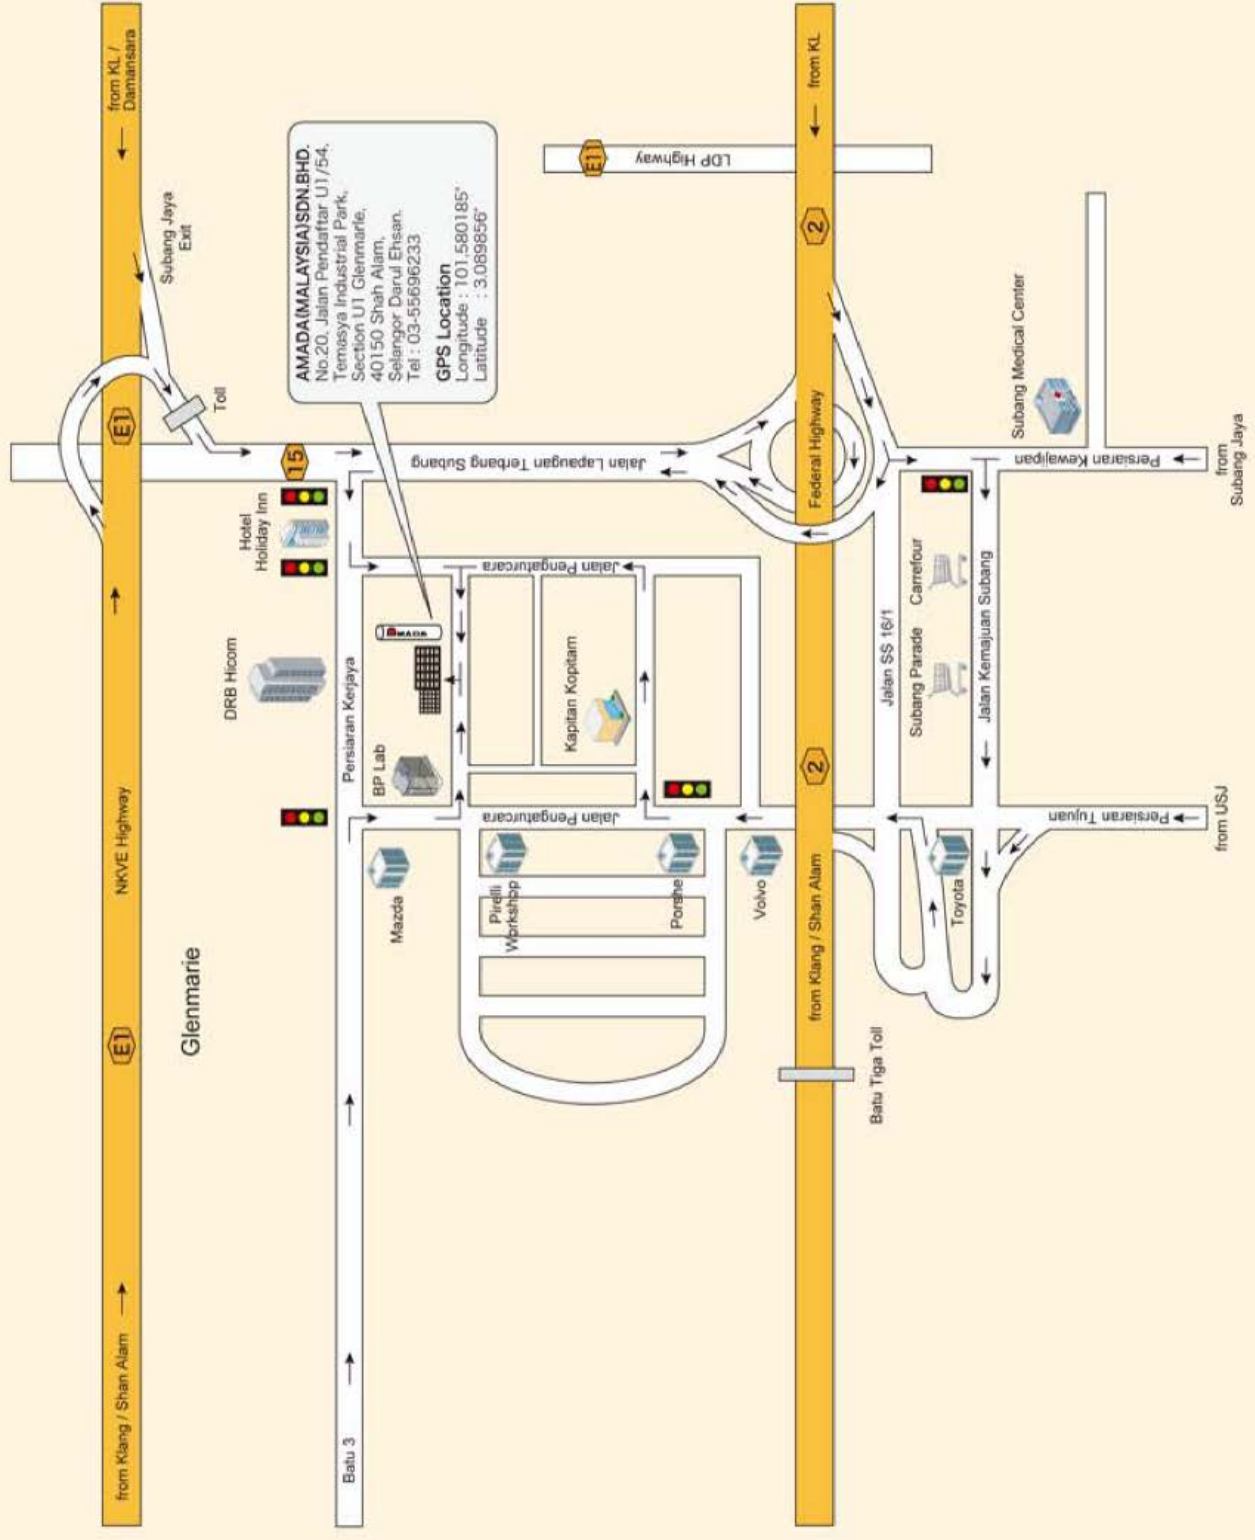 from Klang / Shan Alam
E1
NKVE Highway
E1
from KL /
Damansara
Subang Jaya
Exit
Toll
Glenmarie
DRB Hicom
Hotel
Holiday Inn
15
Batu 3
Persiaran Kerjaya
AMADA(MALAYSIA)SDN.BHD.
No.20, Jalan Pendaftar U1/54,
Temasya Industrial Park,
Section U1 Glenmarie,
40150 Shah Alam,
Selangor Darul Ehsan.
Tel : 03-55696233
GPS Location
Longitude : 101.580185°
Latitude : 3.089856°
Mazda
BP Lab
AMADA
Jalan Lapaugan Terbang Subang
Pirelli
Workshop
Jalan Pengaturcara
Jalan Pengaturcara
Kapitan Kopitam
E11
LDP Highway
Porshe
Volvo
from Klang / Shan Alam
2
Federal Highway
2
from KL
Batu Tiga Toll
Jalan SS 16/1
Subang Parade
Carrefour
Toyota
Jalan Kemajuan Subang
Subang Medical Center
Persiaran Tujuan
Persiaran Kewajipan
from USJ
from
Subang Jaya